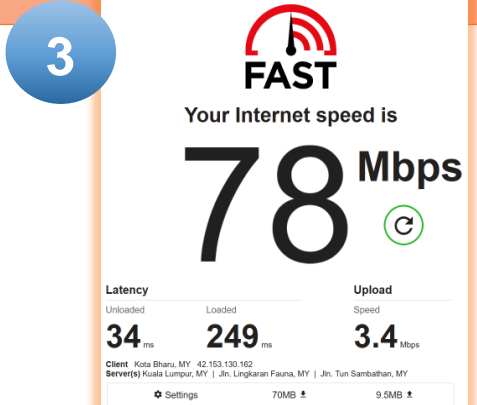 3
FAST
Your Internet speed is
78 Mbps
Latency Upload
Unloaded Loaded Speed
34 ms 249 ms 3.4 Mbps
Client Kota Bharu, MY 42.153.130.162
Server(s) Kuala Lumpur, MY | Jln. Lingkaran Fauna, MY | Jln. Tun Sambathan, MY
Settings 70MB 9.5MB